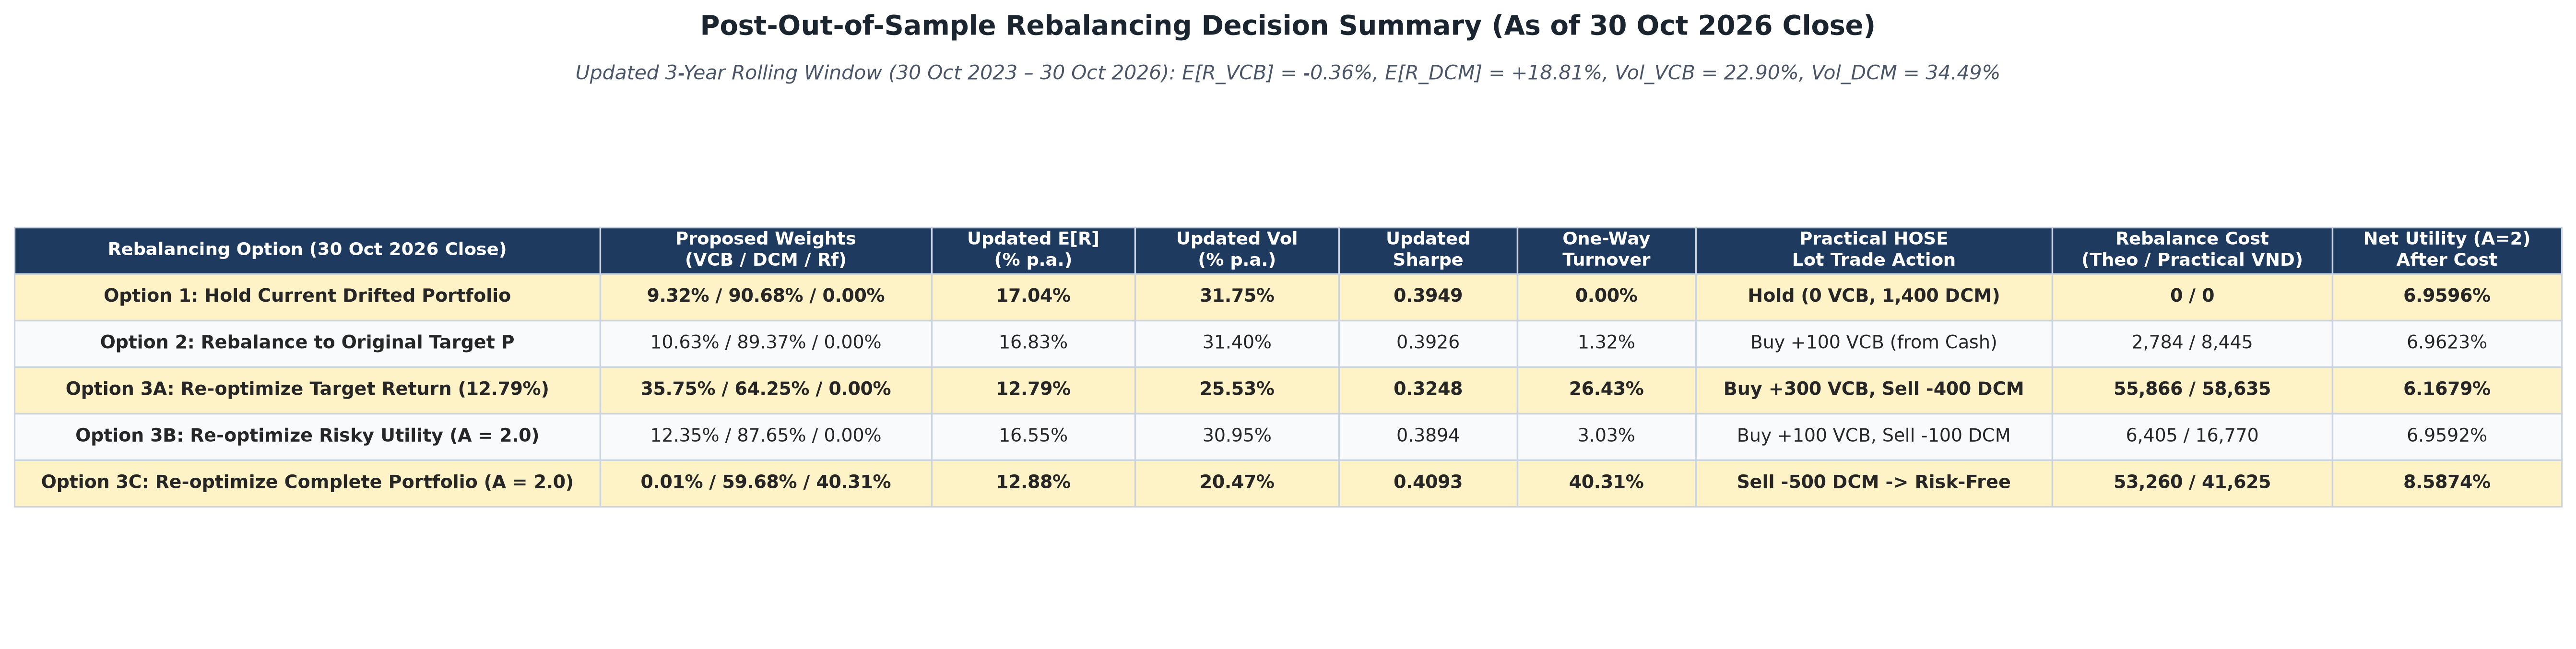 Post-Out-of-Sample Rebalancing Decision Summary (As of 30 Oct 2026 Close)
Updated 3-Year Rolling Window (30 Oct 2023 – 30 Oct 2026): E[R_VCB] = -0.36%, E[R_DCM] = +18.81%, Vol_VCB = 22.90%, Vol_DCM = 34.49%
Rebalancing Option (30 Oct 2026 Close) Proposed Weights (VCB / DCM / Rf) Updated E[R] (% p.a.) Updated Vol (% p.a.) Updated Sharpe One-Way Turnover Practical HOSE Lot Trade Action Rebalance Cost (Theo / Practical VND) Net Utility (A=2) After Cost
Option 1: Hold Current Drifted Portfolio 9.32% / 90.68% / 0.00% 17.04% 31.75% 0.3949 0.00% Hold (0 VCB, 1,400 DCM) 0 / 0 6.9596%
Option 2: Rebalance to Original Target P 10.63% / 89.37% / 0.00% 16.83% 31.40% 0.3926 1.32% Buy +100 VCB (from Cash) 2,784 / 8,445 6.9623%
Option 3A: Re-optimize Target Return (12.79%) 35.75% / 64.25% / 0.00% 12.79% 25.53% 0.3248 26.43% Buy +300 VCB, Sell -400 DCM 55,866 / 58,635 6.1679%
Option 3B: Re-optimize Risky Utility (A = 2.0) 12.35% / 87.65% / 0.00% 16.55% 30.95% 0.3894 3.03% Buy +100 VCB, Sell -100 DCM 6,405 / 16,770 6.9592%
Option 3C: Re-optimize Complete Portfolio (A = 2.0) 0.01% / 59.68% / 40.31% 12.88% 20.47% 0.4093 40.31% Sell -500 DCM -> Risk-Free 53,260 / 41,625 8.5874%